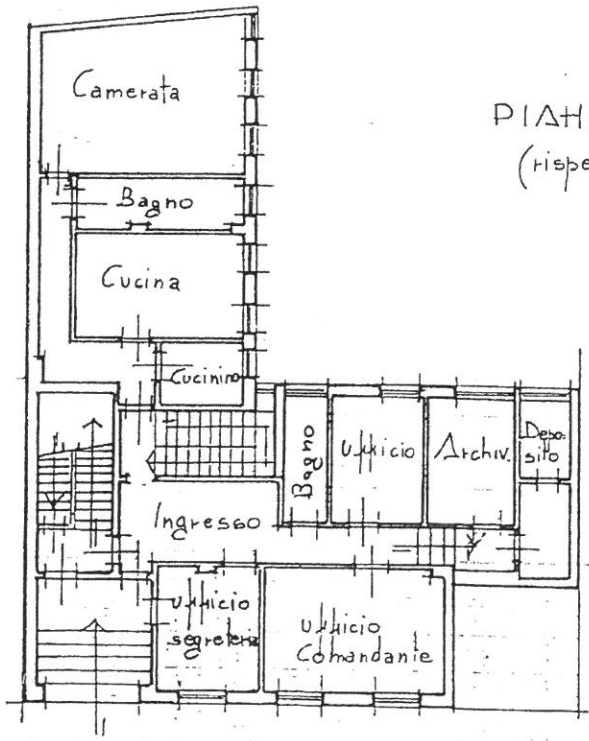 Camerata
PIAN
(rispe
Bagno
Cucina
Cucinino
Bagno
Ufficio
Archiv.
Depo-
sito
Ingresso
Ufficio
segreteria
Ufficio
Comandante